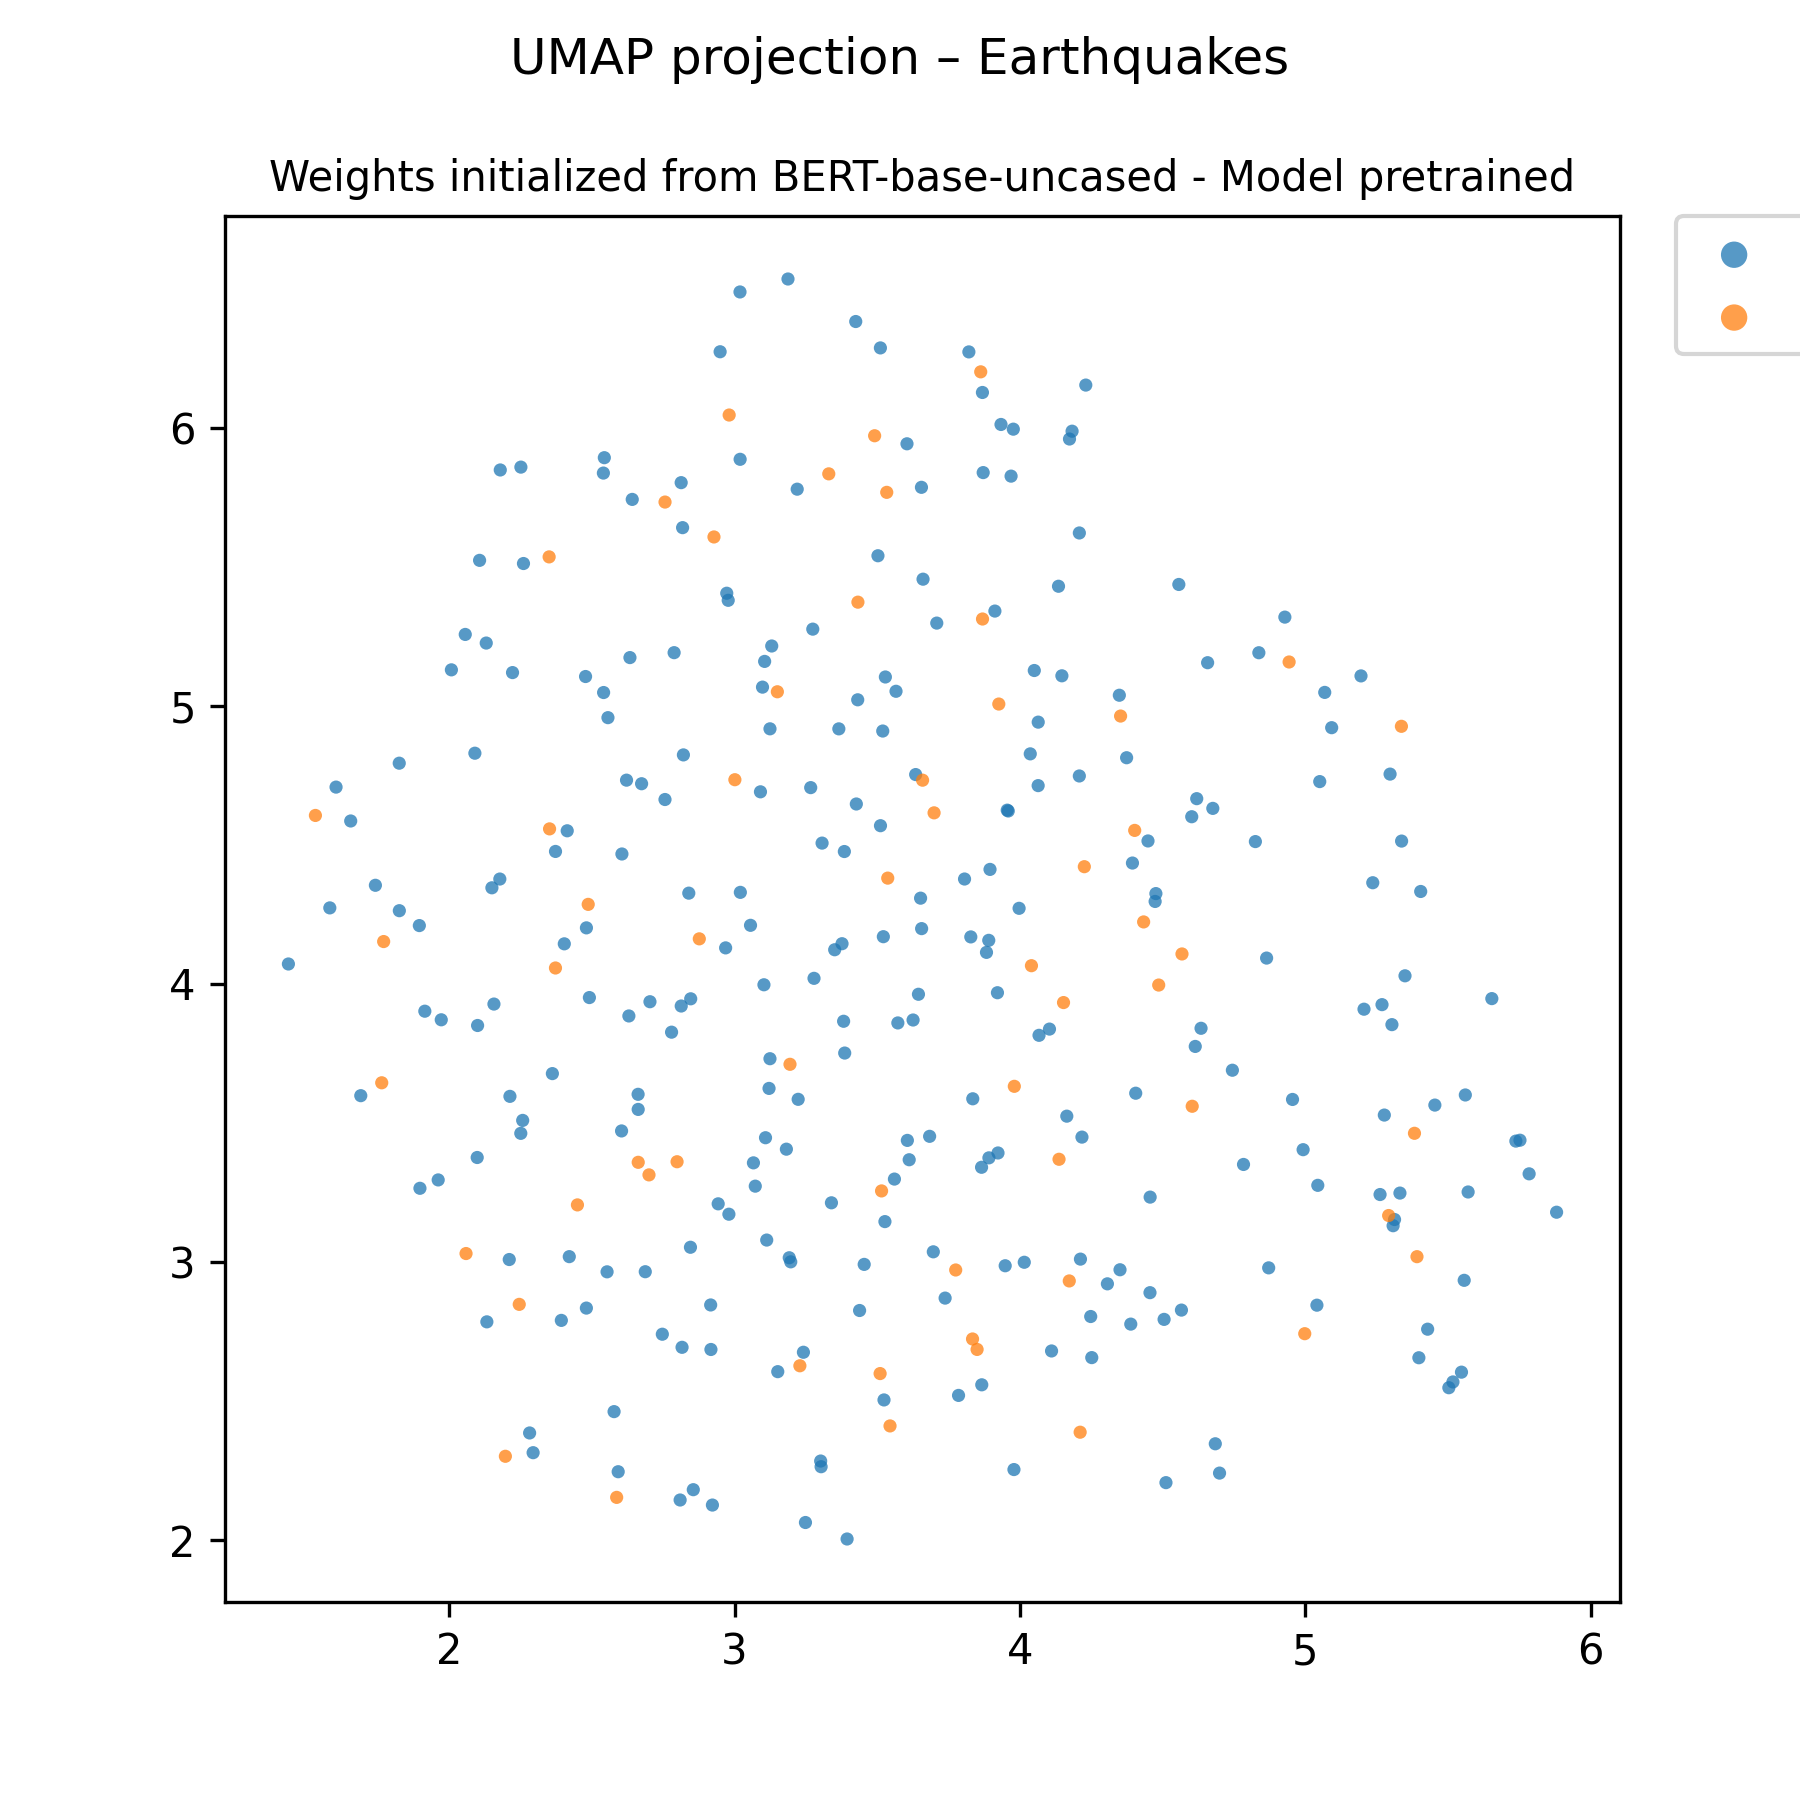 UMAP projection – Earthquakes
Weights initialized from BERT-base-uncased - Model pretrained
6
5
4
3
2
2 3 4 5 6